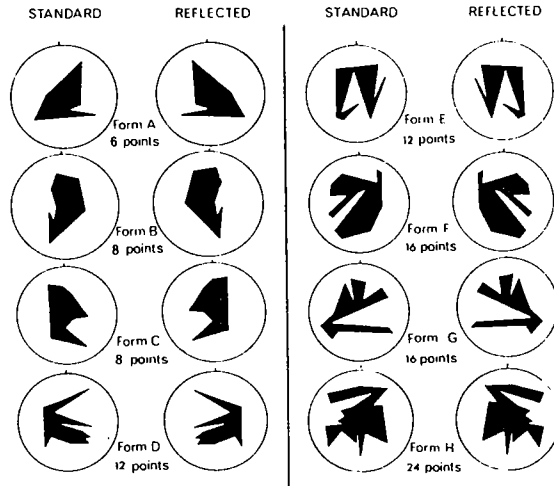 STANDARD REFLECTED
Form A
6 points
Form B
8 points
Form C
8 points
Form D
12 points
STANDARD REFLECTED
Form E
12 points
Form F
16 points
Form G
16 points
Form H
24 points